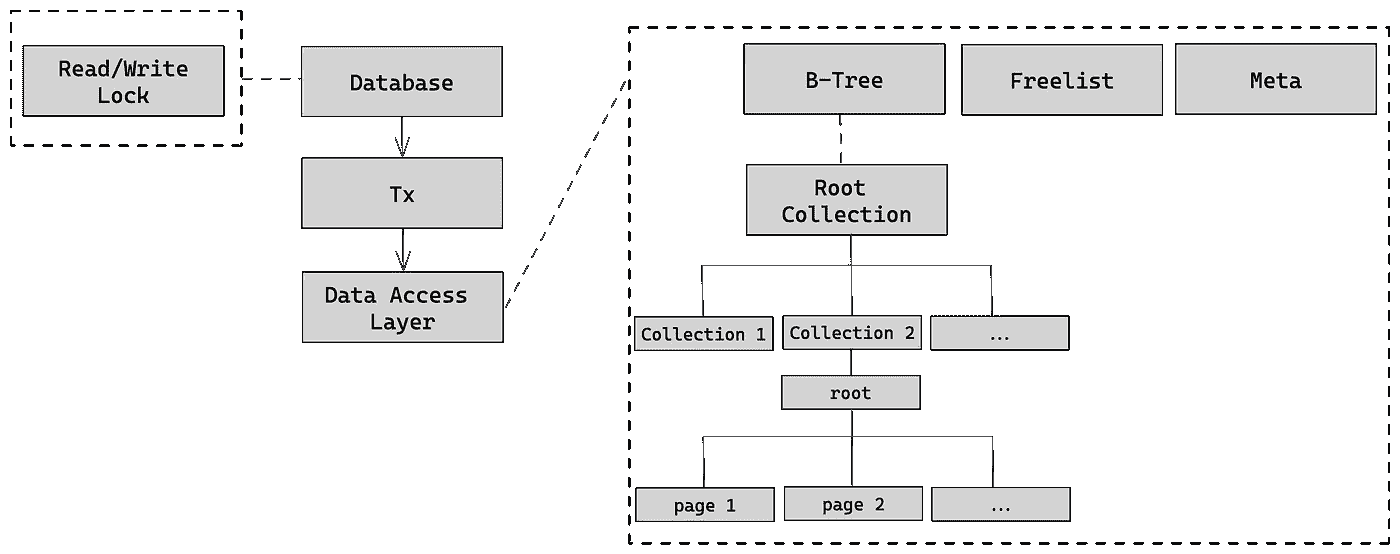 Read/Write
Lock
Database
Tx
Data Access
Layer
B-Tree
Freelist
Meta
Root
Collection
Collection 1
Collection 2
...
root
page 1
page 2
...